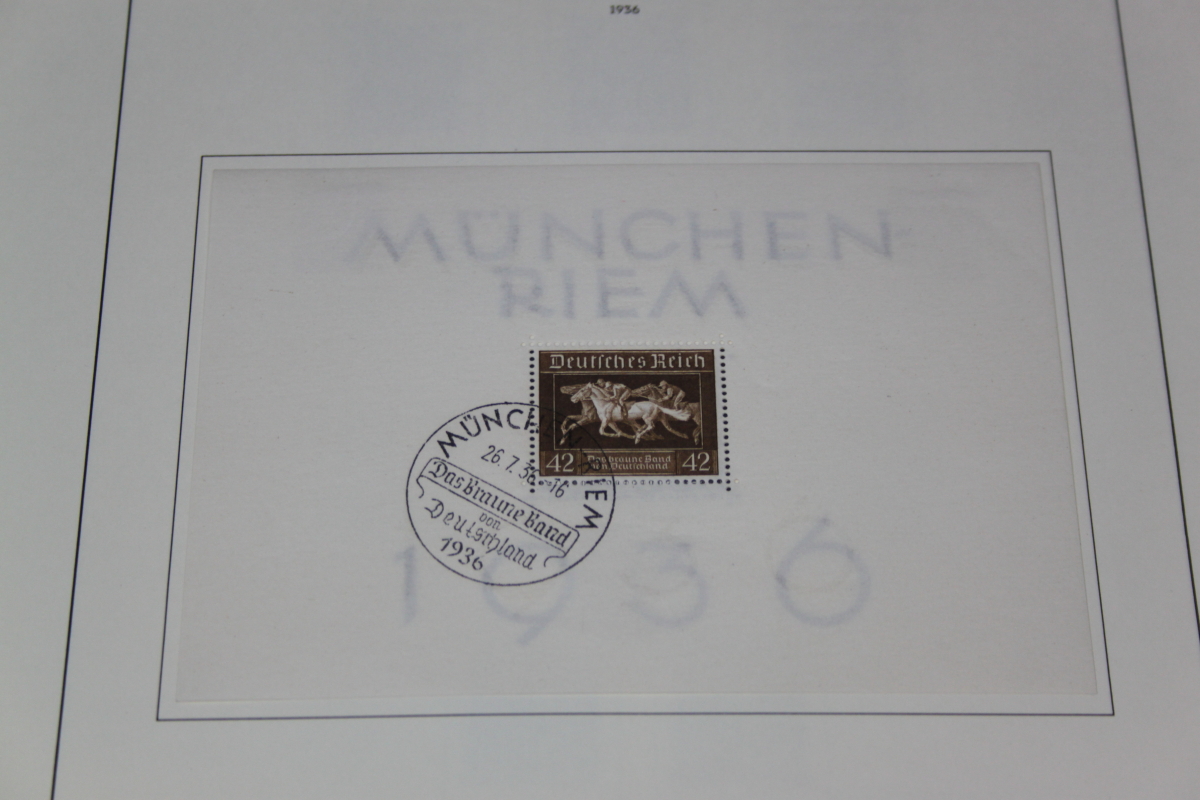 1936
MÜNCHEN
RIEM
Deutsches Reich
42 Das braune Band 42
von Deutschland
MÜNCHEN RIEM
26.7.36-16
Das Braune Band
von
Deutschland
1936
1936